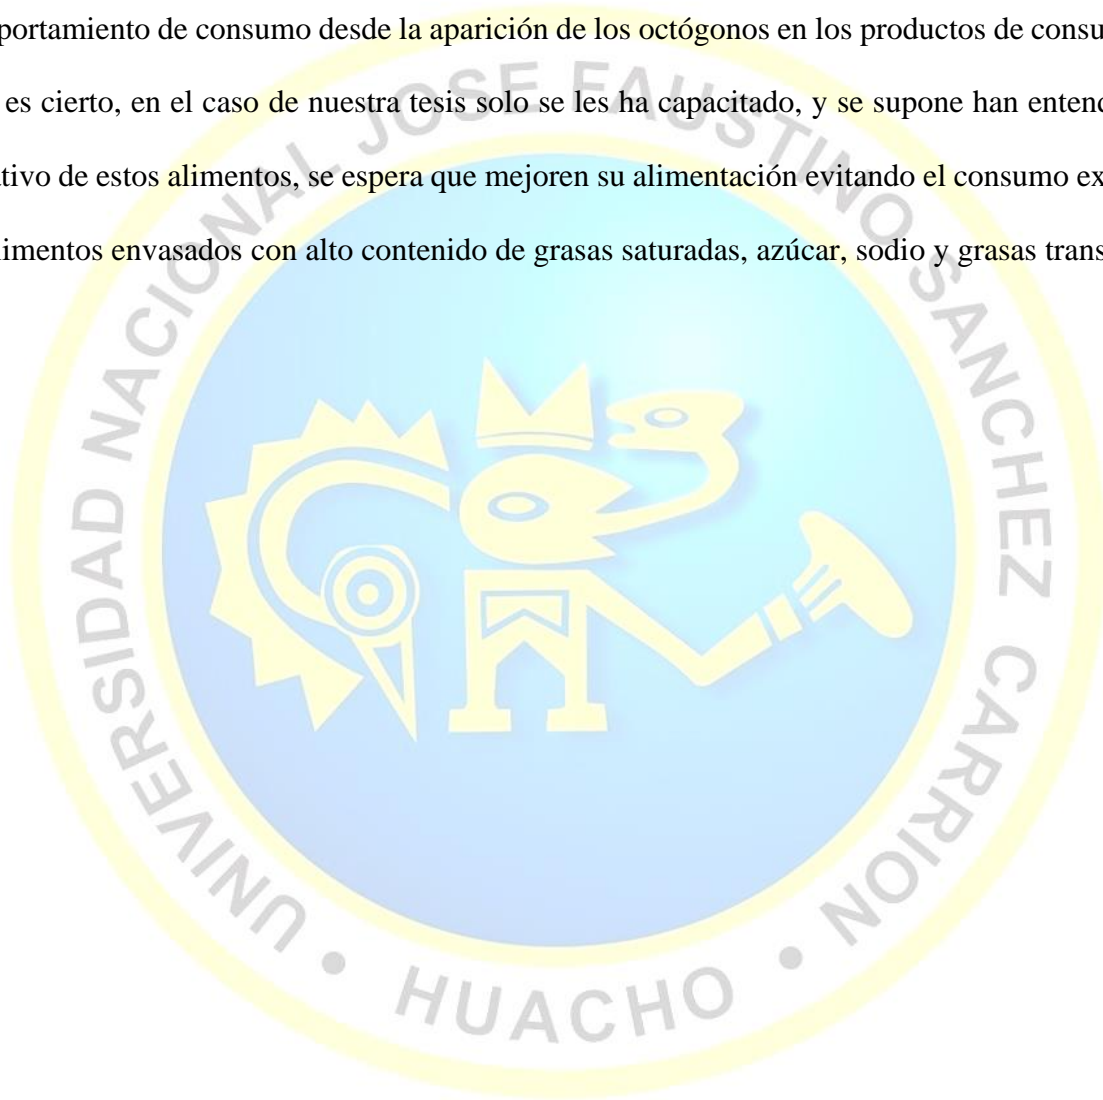 portamiento de consumo desde la aparición de los octógonos en los productos de consu
es cierto, en el caso de nuestra tesis solo se les ha capacitado, y se supone han entend
tivo de estos alimentos, se espera que mejoren su alimentación evitando el consumo ex
limentos envasados con alto contenido de grasas saturadas, azúcar, sodio y grasas trans
UNIVERSIDAD NACIONAL JOSE FAUSTINO SANCHEZ CARRION • HUACHO •